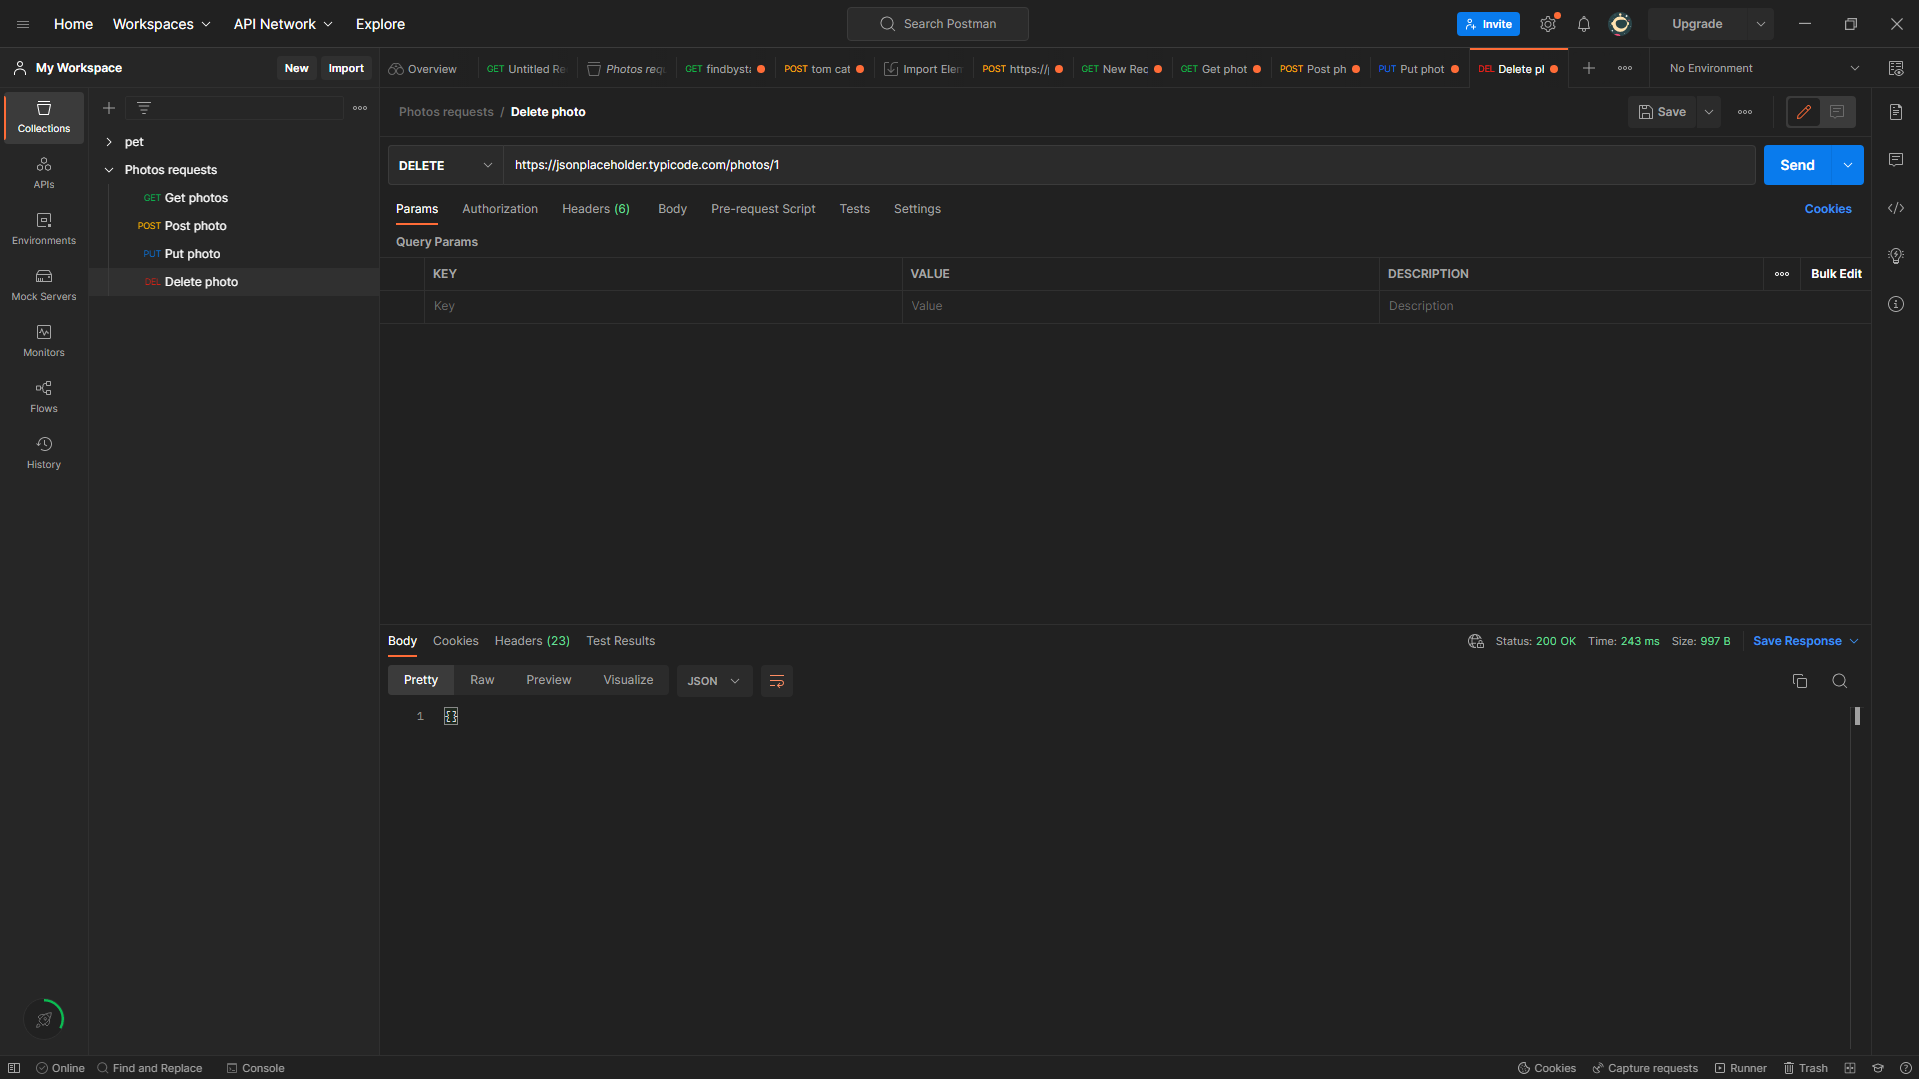 Home Workspaces API Network Explore Search Postman Invite Upgrade
My Workspace New Import Overview GET Untitled Re Photos requ GET findbysta POST tom cat Import Elem POST https:// GET New Rec GET Get phot POST Post ph PUT Put phot DEL Delete pl No Environment
Photos requests / Delete photo Save
Collections
pet
DELETE https://jsonplaceholder.typicode.com/photos/1 Send
Photos requests
APIs
GET Get photos
Params Authorization Headers (6) Body Pre-request Script Tests Settings Cookies
POST Post photo
Environments
Query Params
PUT Put photo
KEY VALUE DESCRIPTION Bulk Edit
DEL Delete photo
Mock Servers
Key Value Description
Monitors
Flows
History
Body Cookies Headers (23) Test Results Status: 200 OK Time: 243 ms Size: 997 B Save Response
Pretty Raw Preview Visualize JSON
1 {}
Online Find and Replace Console Cookies Capture requests Runner Trash